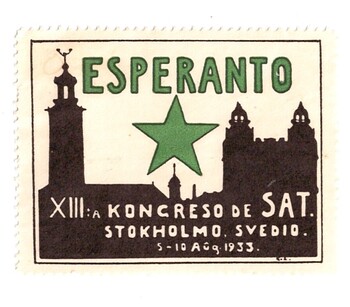 ESPERANTO
XIII:A KONGRESO DE SAT.
STOKHOLMO, SVEDIO.
5-10 AŬG. 1933.